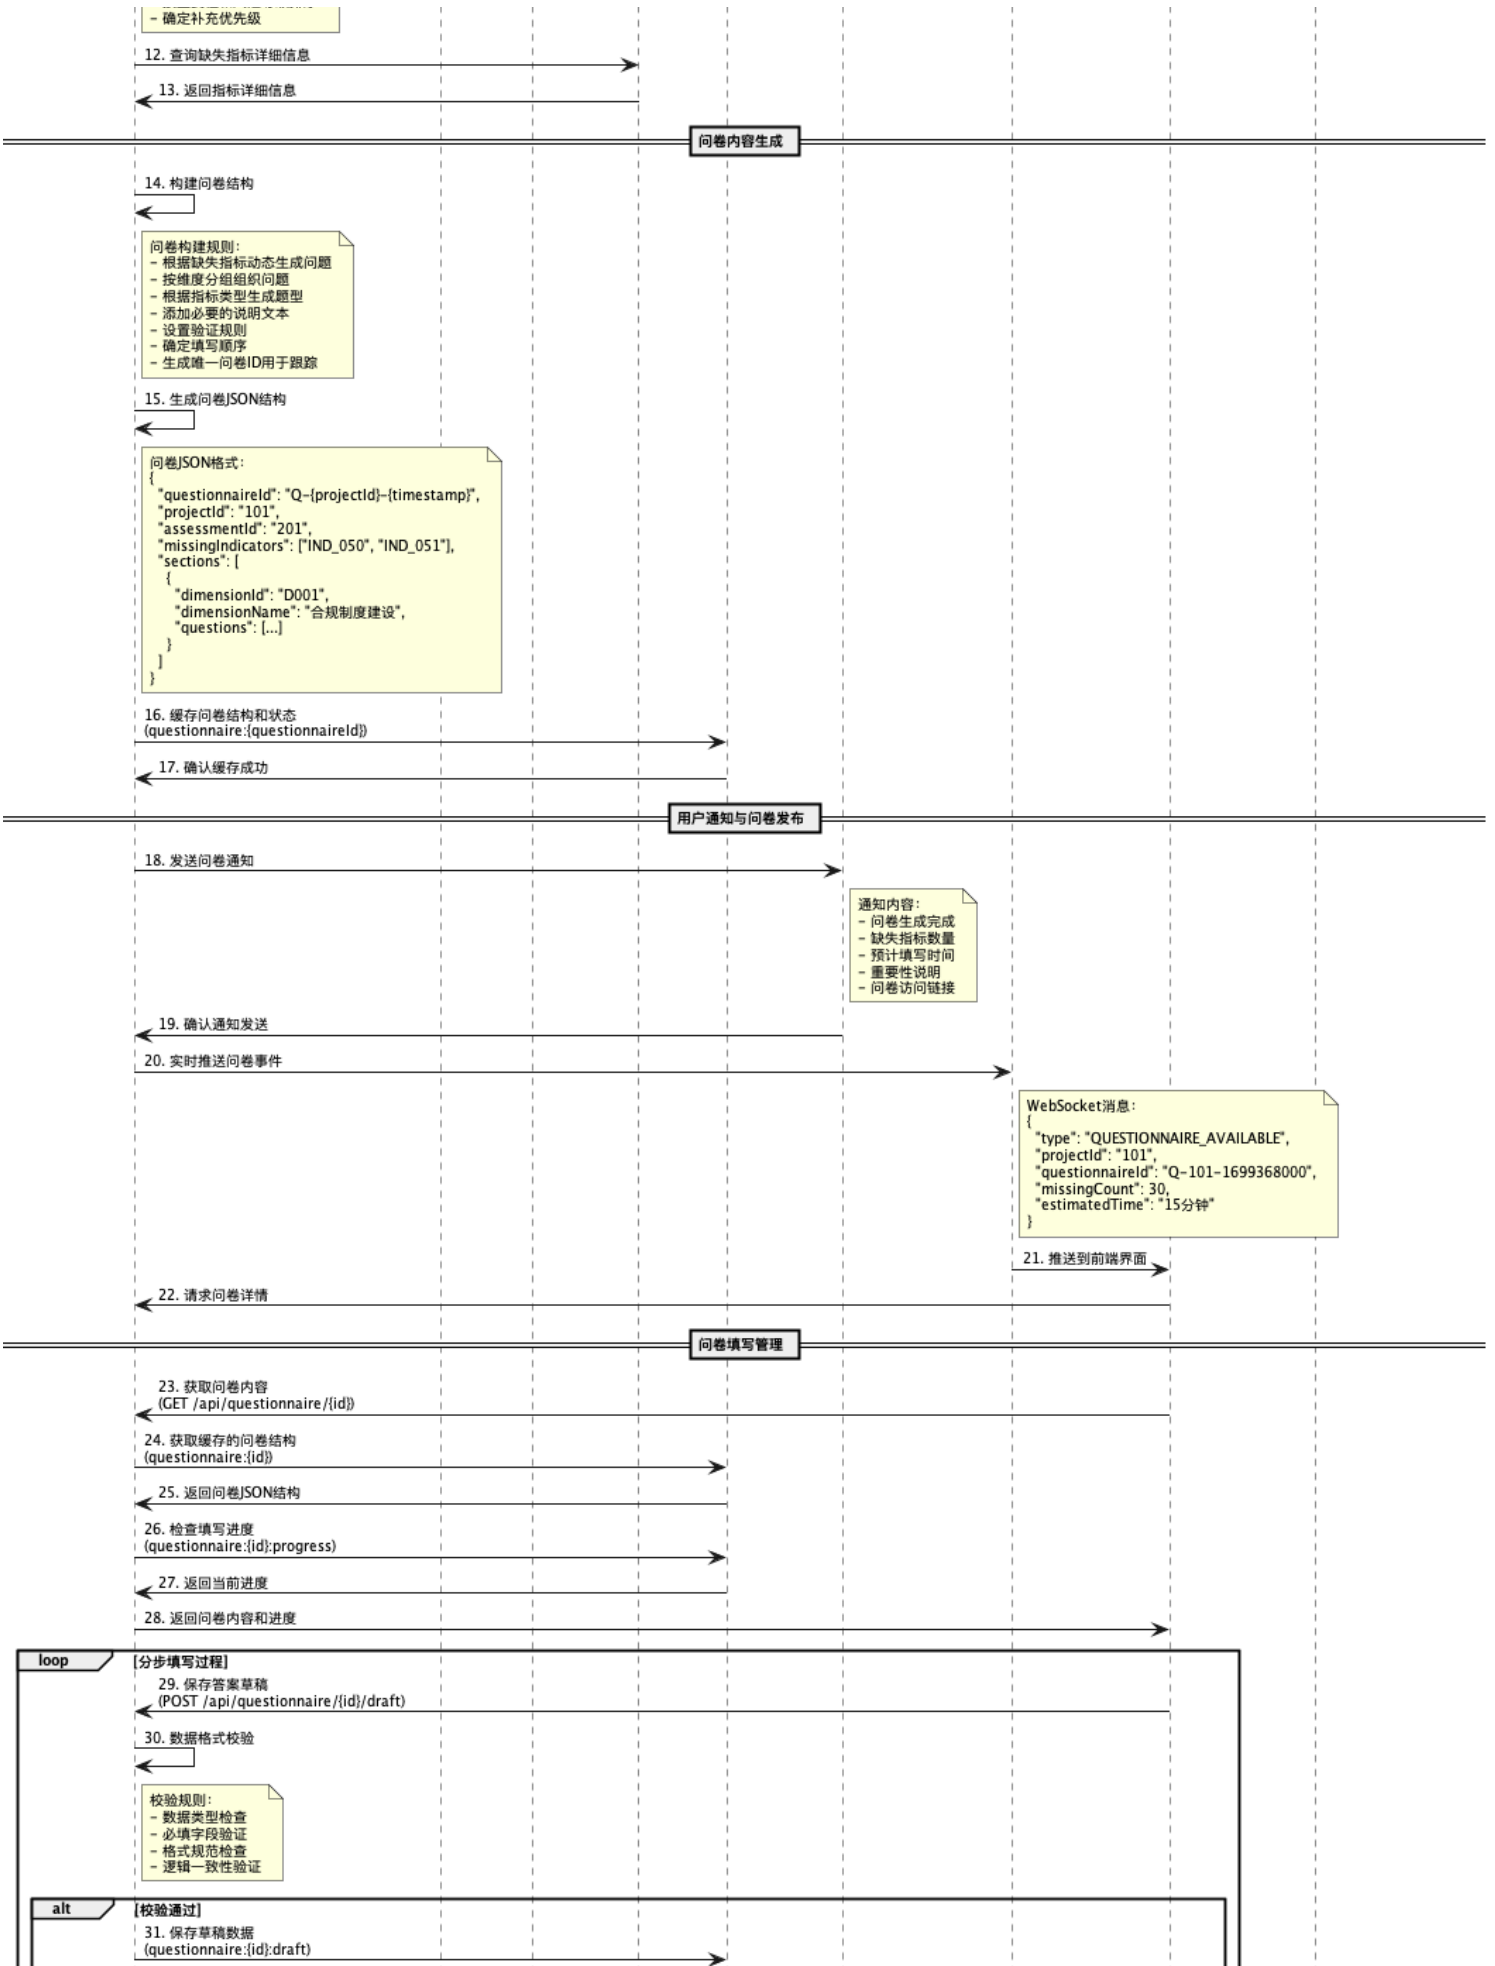 - 确定补充优先级
12. 查询缺失指标详细信息
13. 返回指标详细信息
问卷内容生成
14. 构建问卷结构
问卷构建规则：
- 根据缺失指标动态生成问题
- 按维度分组组织问题
- 根据指标类型生成题型
- 添加必要的说明文本
- 设置验证规则
- 确定填写顺序
- 生成唯一问卷ID用于跟踪
15. 生成问卷JSON结构
问卷JSON格式：
{
"questionnaireId": "Q-{projectId}-{timestamp}",
"projectId": "101",
"assessmentId": "201",
"missingIndicators": ["IND_050", "IND_051"],
"sections": [
{
"dimensionId": "D001",
"dimensionName": "合规制度建设",
"questions": [...]
}
]
}
16. 缓存问卷结构和状态
(questionnaire:{questionnaireId})
17. 确认缓存成功
用户通知与问卷发布
18. 发送问卷通知
通知内容：
- 问卷生成完成
- 缺失指标数量
- 预计填写时间
- 重要性说明
- 问卷访问链接
19. 确认通知发送
20. 实时推送问卷事件
WebSocket消息：
{
"type": "QUESTIONNAIRE_AVAILABLE",
"projectId": "101",
"questionnaireId": "Q-101-1699368000",
"missingCount": 30,
"estimatedTime": "15分钟"
}
21. 推送到前端界面
22. 请求问卷详情
问卷填写管理
23. 获取问卷内容
(GET /api/questionnaire/{id})
24. 获取缓存的问卷结构
(questionnaire:{id})
25. 返回问卷JSON结构
26. 检查填写进度
(questionnaire:{id}:progress)
27. 返回当前进度
28. 返回问卷内容和进度
loop [分步填写过程]
29. 保存答案草稿
(POST /api/questionnaire/{id}/draft)
30. 数据格式校验
校验规则：
- 数据类型检查
- 必填字段验证
- 格式规范检查
- 逻辑一致性验证
alt [校验通过]
31. 保存草稿数据
(questionnaire:{id}:draft)